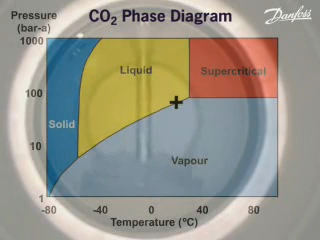 CO₂ Phase Diagram
Danfoss
Pressure
(bar-a)
1000
100
10
1
Liquid
Supercritical
Solid
Vapour
-80
-40
0
40
80
Temperature (ºC)